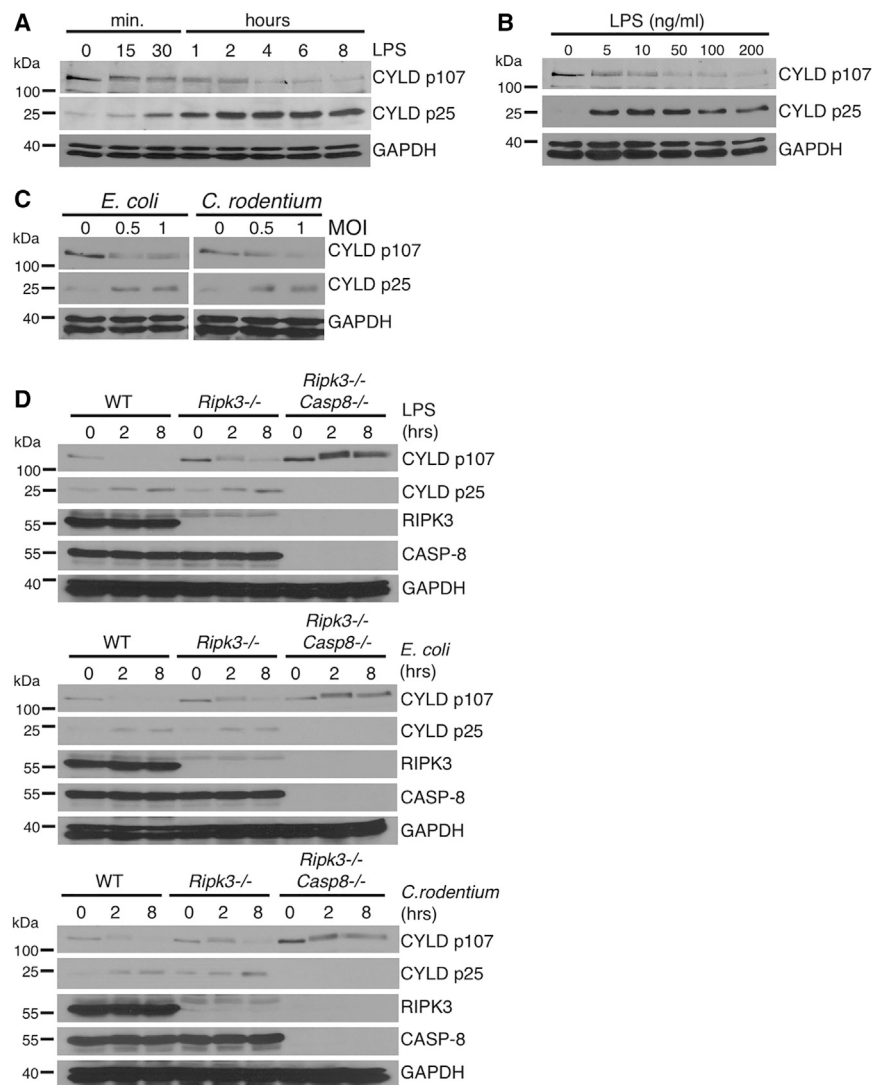 A
min. hours
0 15 30 1 2 4 6 8 LPS
kDa
CYLD p107
100
25 CYLD p25
40 GAPDH
B
LPS (ng/ml)
0 5 10 50 100 200
kDa
CYLD p107
100
25 CYLD p25
40 GAPDH
C
E. coli C. rodentium
0 0.5 1 0 0.5 1 MOI
kDa
CYLD p107
100
25 CYLD p25
40 GAPDH
D
WT Ripk3-/- Ripk3-/- Casp8-/- LPS
0 2 8 0 2 8 0 2 8 (hrs)
kDa
CYLD p107
100
25 CYLD p25
55 RIPK3
55 CASP-8
40 GAPDH
WT Ripk3-/- Ripk3-/- Casp8-/- E. coli
0 2 8 0 2 8 0 2 8 (hrs)
kDa
CYLD p107
100
25 CYLD p25
55 RIPK3
55 CASP-8
40 GAPDH
WT Ripk3-/- Ripk3-/- Casp8-/- C.rodentium
0 2 8 0 2 8 0 2 8 (hrs)
kDa
CYLD p107
100
25 CYLD p25
55 RIPK3
55 CASP-8
40 GAPDH